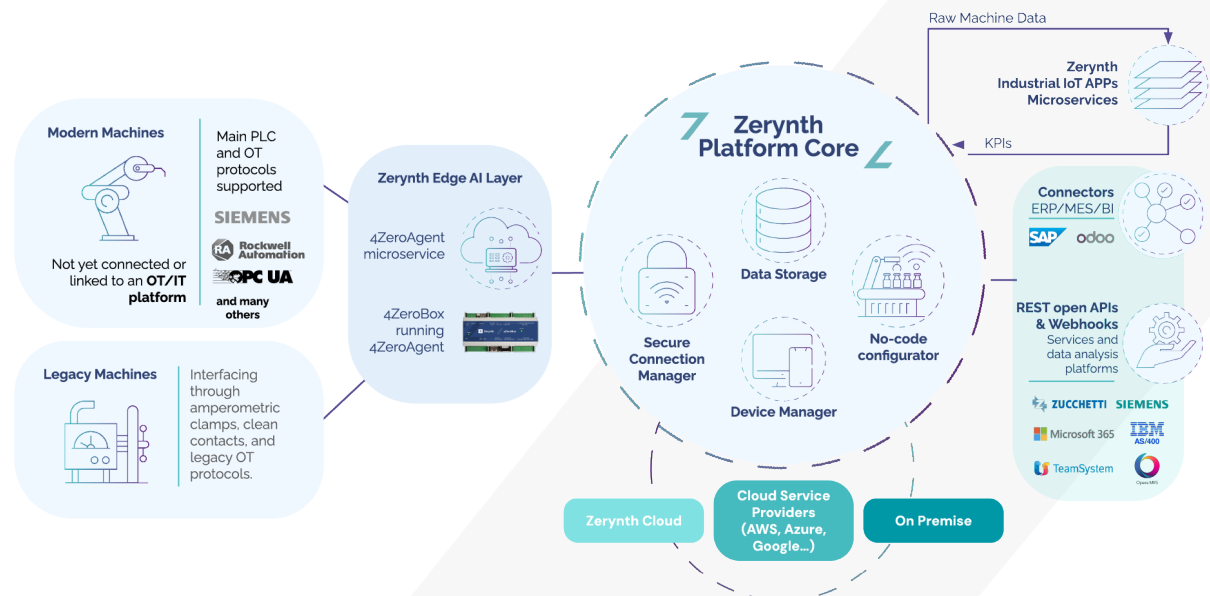 Modern Machines
Not yet connected or
linked to an OT/IT
platform
Main PLC
and OT
protocols
supported
SIEMENS
RA Rockwell
Automation
OPC UA
and many
others
Legacy Machines
Interfacing
through
amperometric
clamps, clean
contacts, and
legacy OT
protocols.
Zerynth Edge AI Layer
4ZeroAgent
microservice
4ZeroBox
running
4ZeroAgent
Zerynth
Platform Core
Data Storage
Secure
Connection
Manager
No-code
configurator
Device Manager
Zerynth Cloud
Cloud Service
Providers
(AWS, Azure,
Google...)
On Premise
Raw Machine Data
Zerynth
Industrial IoT APPs
Microservices
KPIs
Connectors
ERP/MES/BI
SAP odoo
REST open APIs
& Webhooks
Services and
data analysis
platforms
ZUCCHETTI SIEMENS
Microsoft 365 IBM
AS/400
TeamSystem